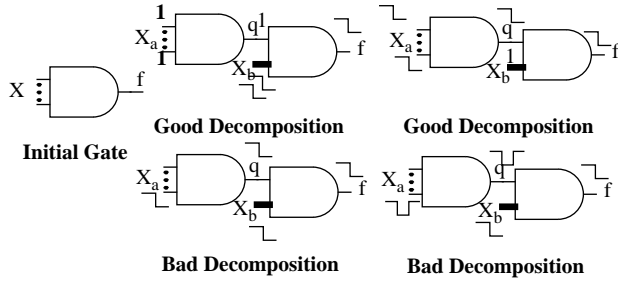 1
X_a
1
q
1
X_b
f
Good Decomposition
X_a
q
1
X_b
f
Good Decomposition
X
f
Initial Gate
X_a
q
X_b
f
Bad Decomposition
X_a
q
X_b
f
Bad Decomposition